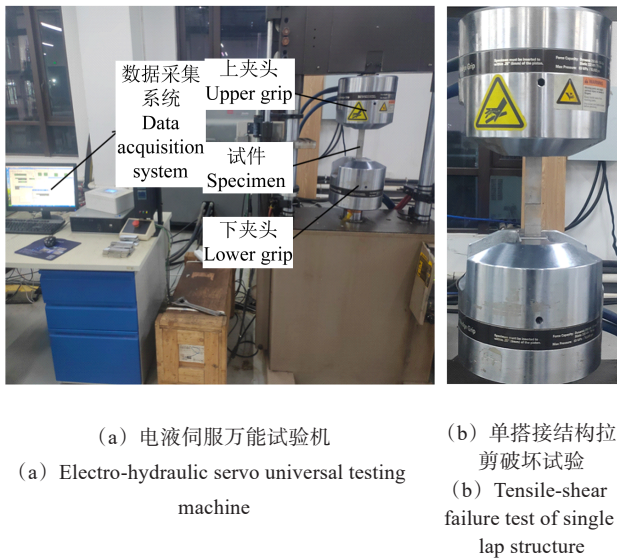 数据采集
系统
Data
acquisition
system
上夹头
Upper grip
试件
Specimen
下夹头
Lower grip
(a) 电液伺服万能试验机
(a) Electro-hydraulic servo universal testing
machine
(b) 单搭接结构拉
剪破坏试验
(b) Tensile-shear
failure test of single
lap structure